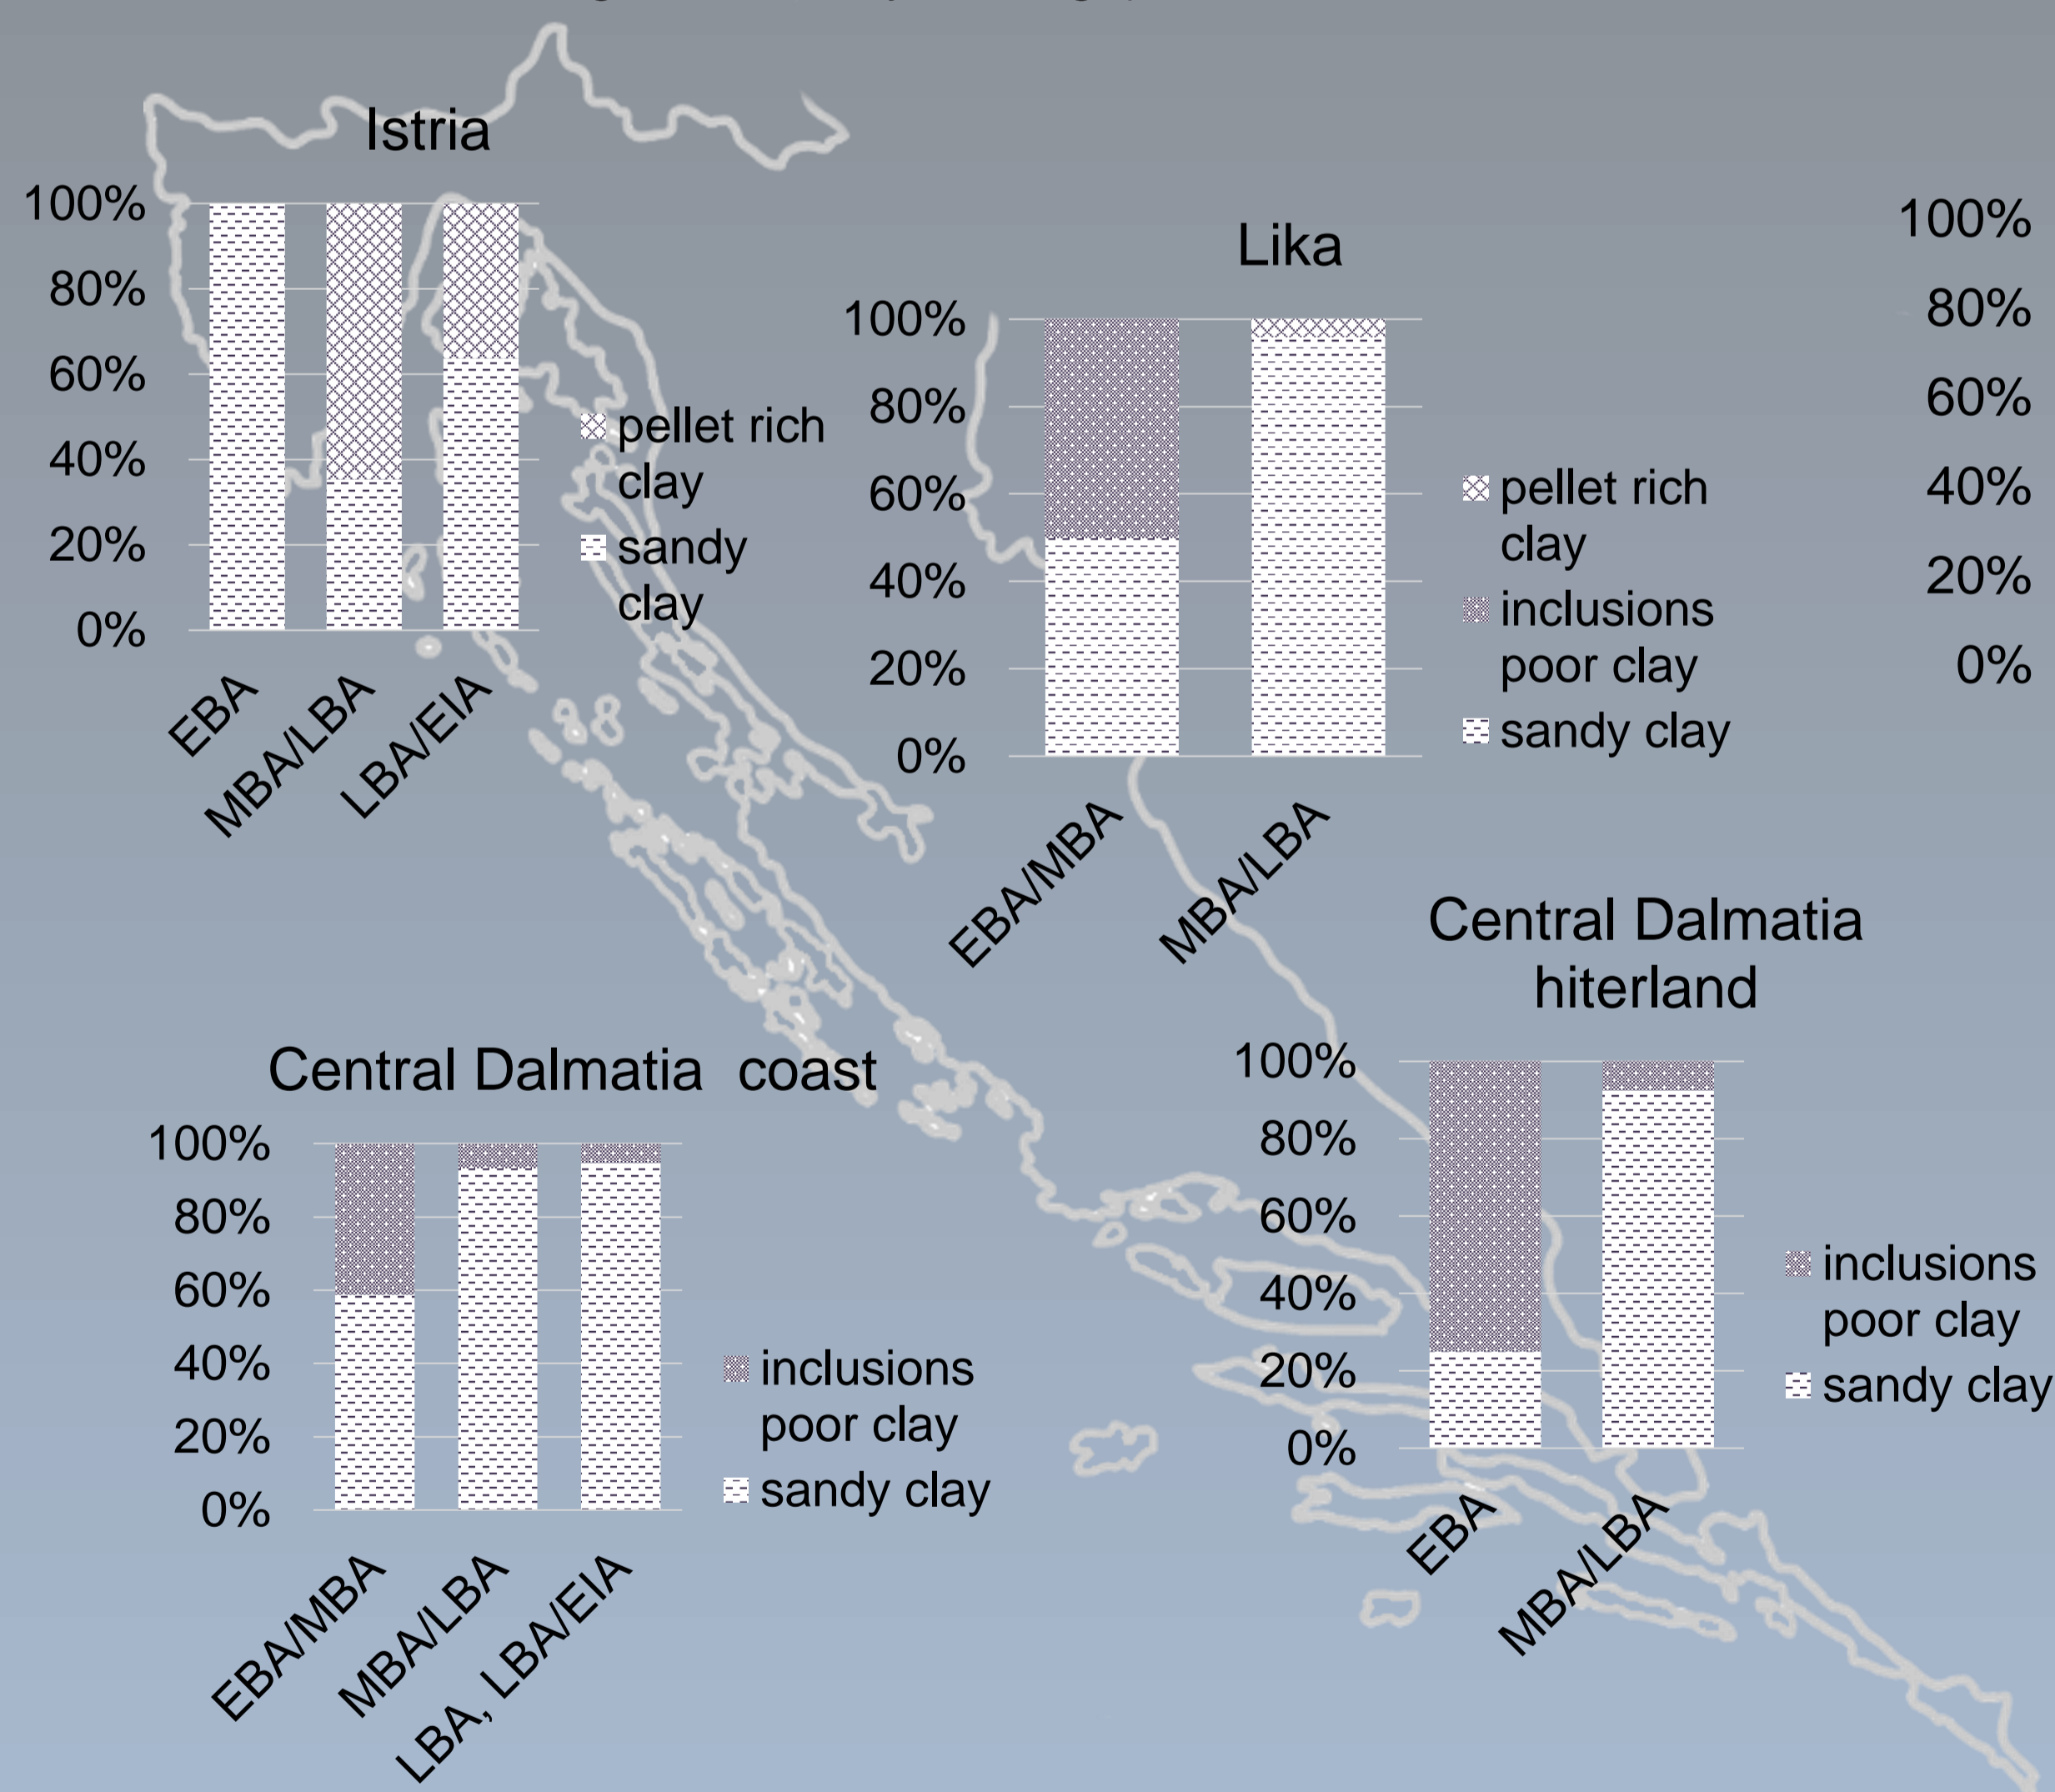 Istria
100%
80%
60%
40%
20%
0%
EBA
MBA/LBA
LBA/EIA
pellet rich
clay
sandy
clay
Lika
100%
80%
60%
40%
20%
0%
EBA/MBA
MBA/LBA
pellet rich
clay
inclusions
poor clay
sandy clay
100%
80%
60%
40%
20%
0%
Central Dalmatia coast
100%
80%
60%
40%
20%
0%
EBA/MBA
MBA/LBA
LBA, LBA/EIA
inclusions
poor clay
sandy clay
Central Dalmatia
hiterland
100%
80%
60%
40%
20%
0%
EBA
MBA/LBA
inclusions
poor clay
sandy clay